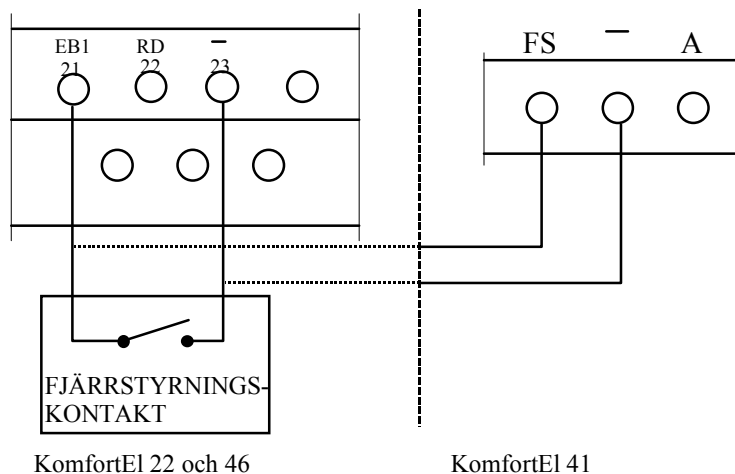 EB1 RD –
21 22 23
FS – A
FJÄRRSTYRNINGS-
KONTAKT
KomfortEl 22 och 46
KomfortEl 41